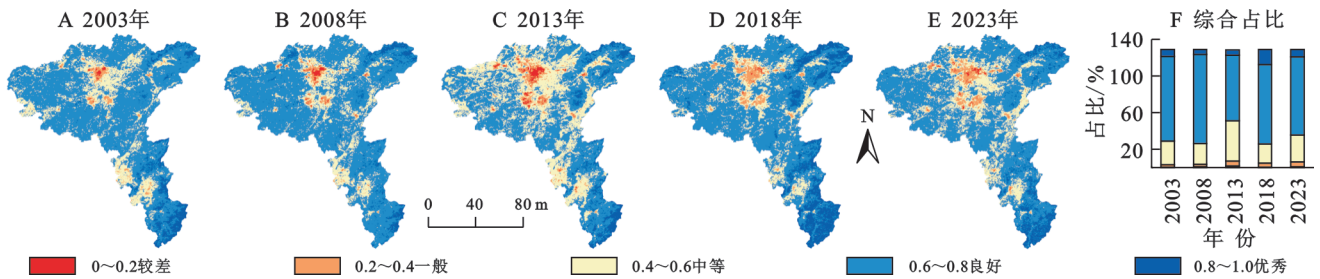 A 2003年
B 2008年
C 2013年
D 2018年
E 2023年
F 综合占比
140
100
60
20
占比/%
2003
2008
2013
2018
2023
年 份
N
0 40 80 m
0～0.2较差
0.2～0.4一般
0.4～0.6中等
0.6～0.8良好
0.8～1.0优秀